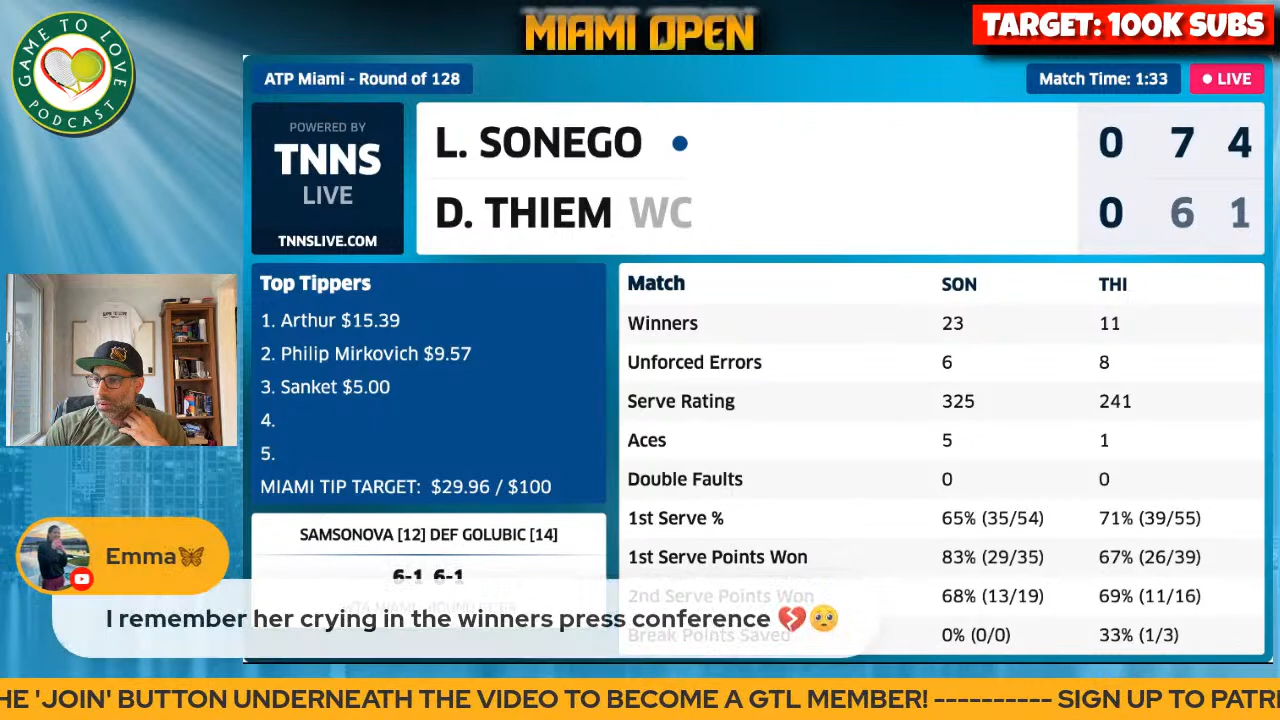 GAME TO LOVE
PODCAST
MIAMI OPEN
TARGET: 100K SUBS
ATP Miami - Round of 128
Match Time: 1:33
LIVE
POWERED BY
TNNS
LIVE
TNNSLIVE.COM
L. SONEGO 0 7 4
D. THIEM WC 0 6 1
Top Tippers
1. Arthur $15.39
2. Philip Mirkovich $9.57
3. Sanket $5.00
4.
5.
MIAMI TIP TARGET: $29.96 / $100
SAMSONOVA [12] DEF GOLUBIC [14]
6-1 6-1
Match SON THI
Winners 23 11
Unforced Errors 6 8
Serve Rating 325 241
Aces 5 1
Double Faults 0 0
1st Serve % 65% (35/54) 71% (39/55)
1st Serve Points Won 83% (29/35) 67% (26/39)
2nd Serve Points Won 68% (13/19) 69% (11/16)
Break Points Saved 0% (0/0) 33% (1/3)
Emma🦋
I remember her crying in the winners press conference 💔🥺
HE 'JOIN' BUTTON UNDERNEATH THE VIDEO TO BECOME A GTL MEMBER! ---------- SIGN UP TO PATR